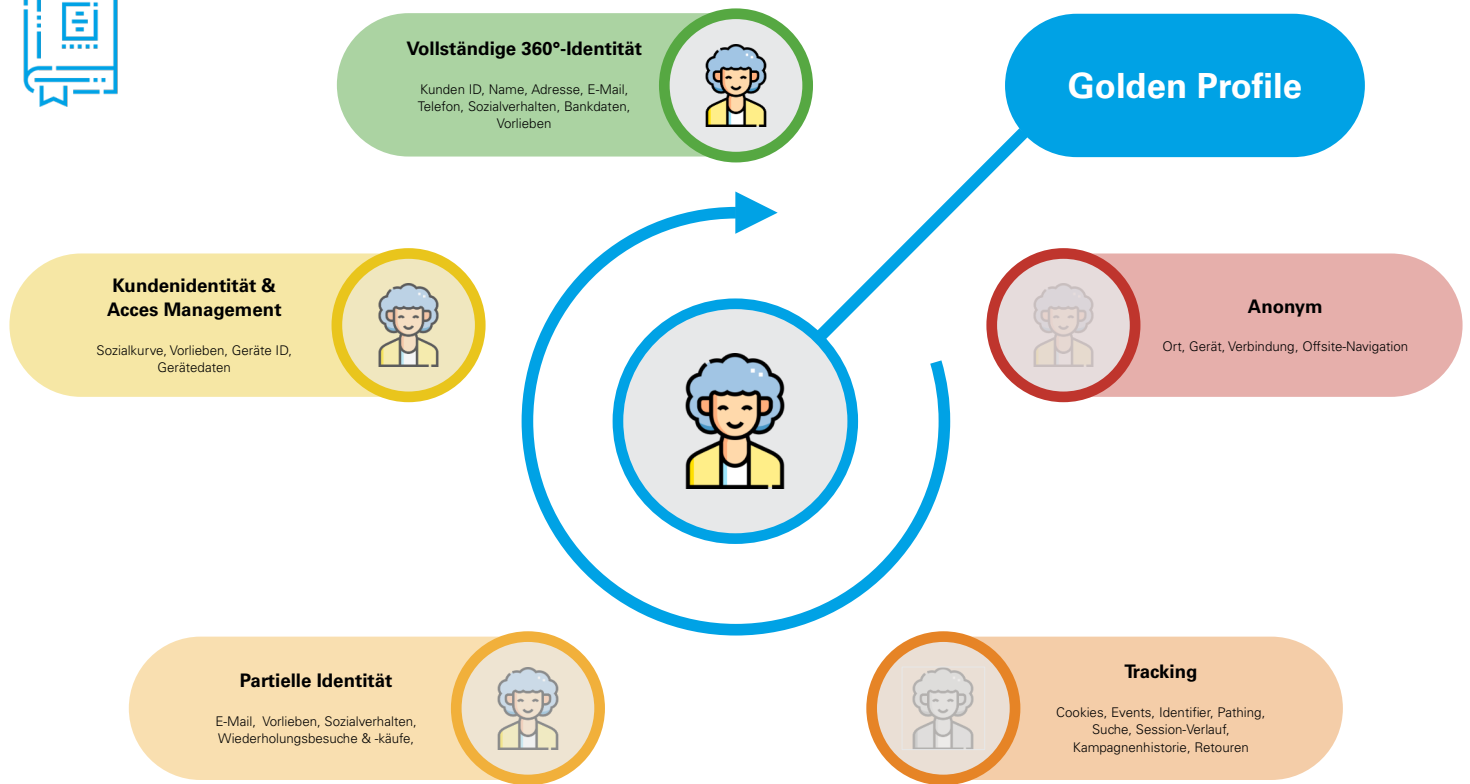 Vollständige 360°-Identität
Kunden ID, Name, Adresse, E-Mail,
Telefon, Sozialverhalten, Bankdaten,
Vorlieben
Golden Profile
Kundenidentität &
Acces Management
Sozialkurve, Vorlieben, Geräte ID,
Gerätedaten
Anonym
Ort, Gerät, Verbindung, Offsite-Navigation
Partielle Identität
E-Mail, Vorlieben, Sozialverhalten,
Wiederholungsbesuche & -käufe,
Tracking
Cookies, Events, Identifier, Pathing,
Suche, Session-Verlauf,
Kampagnenhistorie, Retouren